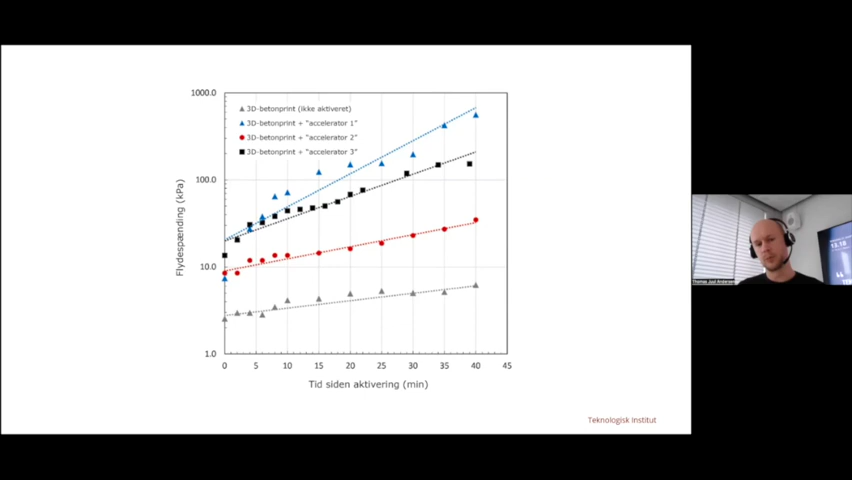 1000.0
100.0
10.0
1.0
Flydespænding (kPa)
3D-betonprint (ikke aktiveret)
3D-betonprint + "accelerator 1"
3D-betonprint + "accelerator 2"
3D-betonprint + "accelerator 3"
0 5 10 15 20 25 30 35 40 45
Tid siden aktivering (min)
Teknologisk Institut
Thomas Juul Andersen
13.15